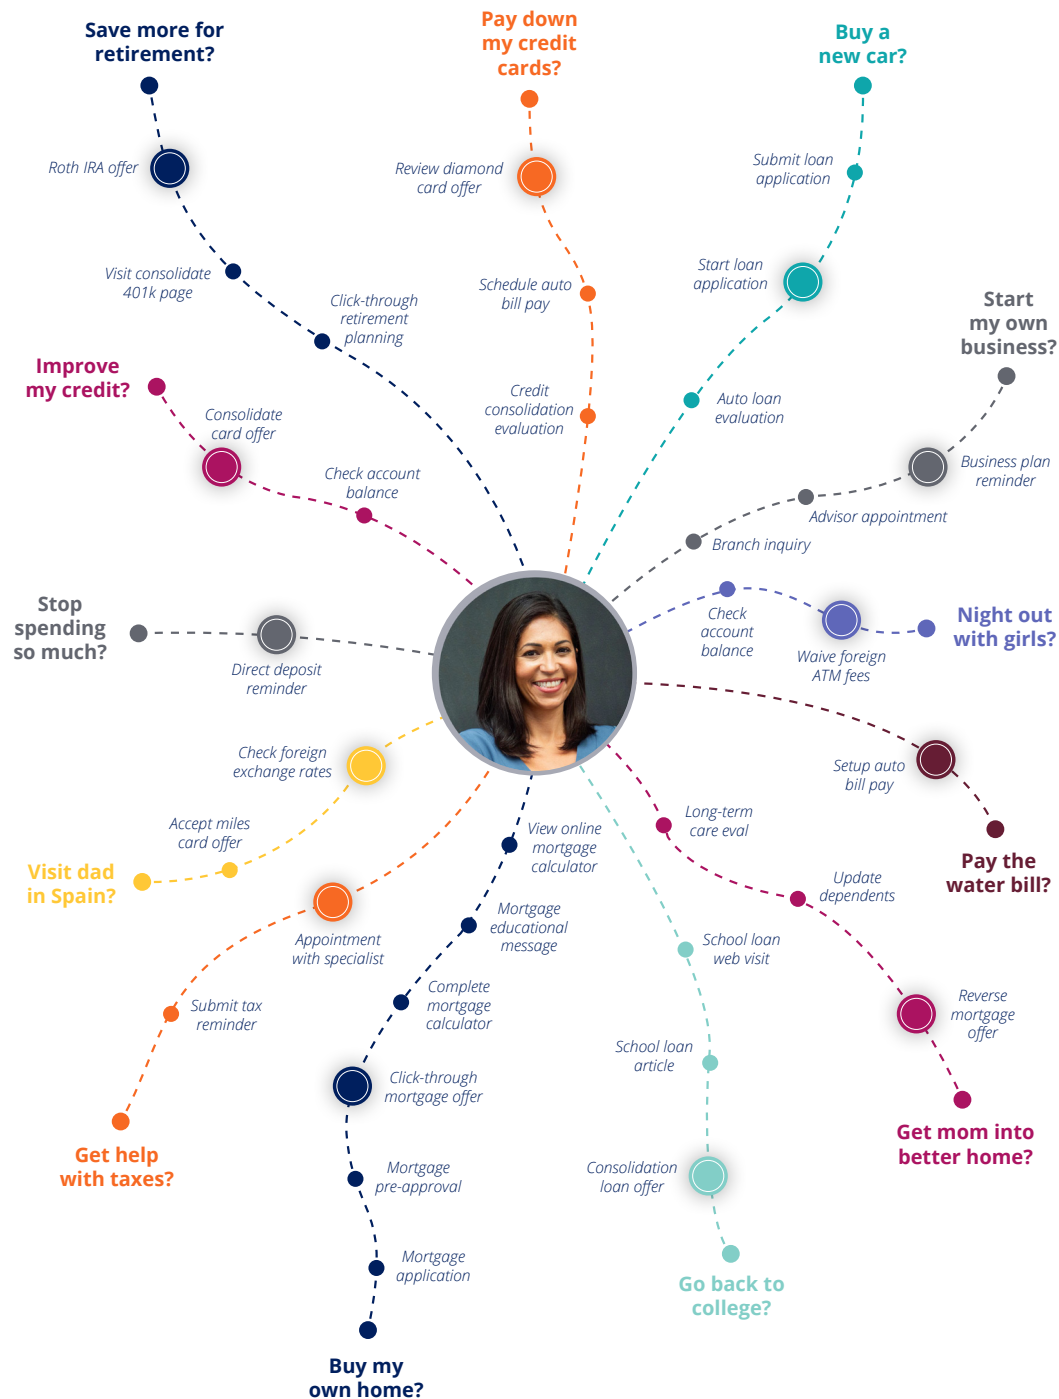 Save more for
retirement?
Pay down
my credit
cards?
Buy a
new car?
Roth IRA offer
Review diamond
card offer
Submit loan
application
Visit consolidate
401k page
Click-through
retirement
planning
Schedule auto
bill pay
Start loan
application
Start
my own
business?
Improve
my credit?
Consolidate
card offer
Credit
consolidation
evaluation
Auto loan
evaluation
Check account
balance
Business plan
reminder
Advisor appointment
Branch inquiry
Stop
spending
so much?
Direct deposit
reminder
Check
account
balance
Waive foreign
ATM fees
Night out
with girls?
Check foreign
exchange rates
Setup auto
bill pay
Accept miles
card offer
Visit dad
in Spain?
View online
mortgage
calculator
Long-term
care eval
Pay the
water bill?
Update
dependents
Appointment
with specialist
Mortgage
educational
message
School loan
web visit
Submit tax
reminder
Complete
mortgage
calculator
Reverse
mortgage
offer
School loan
article
Click-through
mortgage offer
Get help
with taxes?
Get mom into
better home?
Mortgage
pre-approval
Consolidation
loan offer
Mortgage
application
Go back to
college?
Buy my
own home?